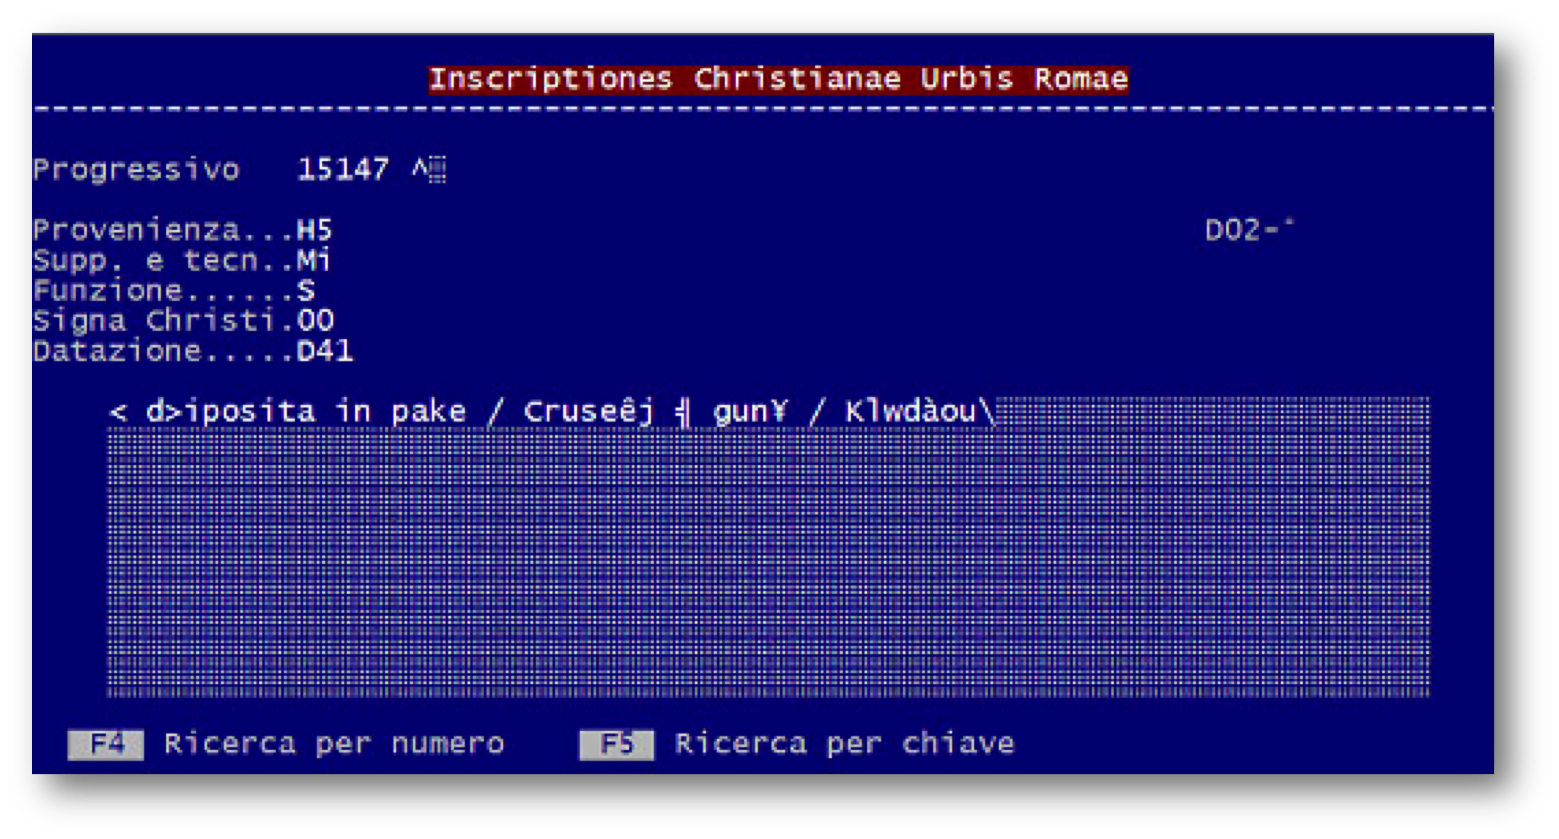 Inscriptiones Christianae Urbis Romae
Progressivo 15147 ^
Provenienza...H5 DO2-
Supp. e tecn..Mi
Funzione......S
Signa Christi.00
Datazione.....D41
< d>iposita in pake / Cruseêj ╣ gun¥ / Klwdàou\
F4 Ricerca per numero F5 Ricerca per chiave